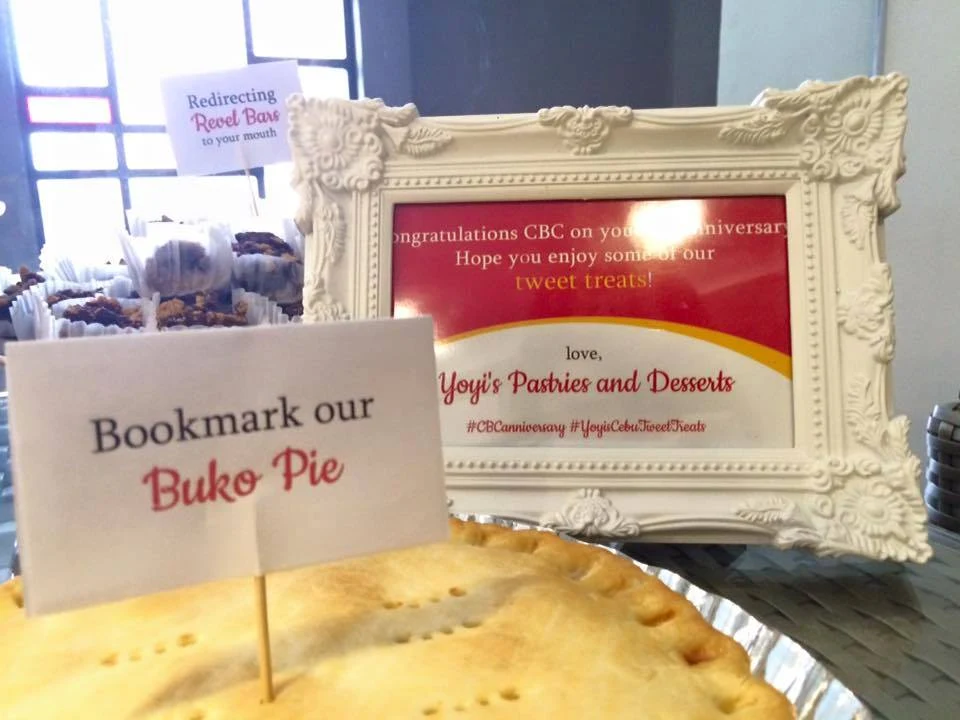 Redirecting
Revel Bars
to your mouth
ongratulations CBC on you nniversary
Hope you enjoy some of our
tweet treats!
love,
Yoyi's Pastries and Desserts
#CBCanniversary #YoyisCebuTweetTreats
Bookmark our
Buko Pie